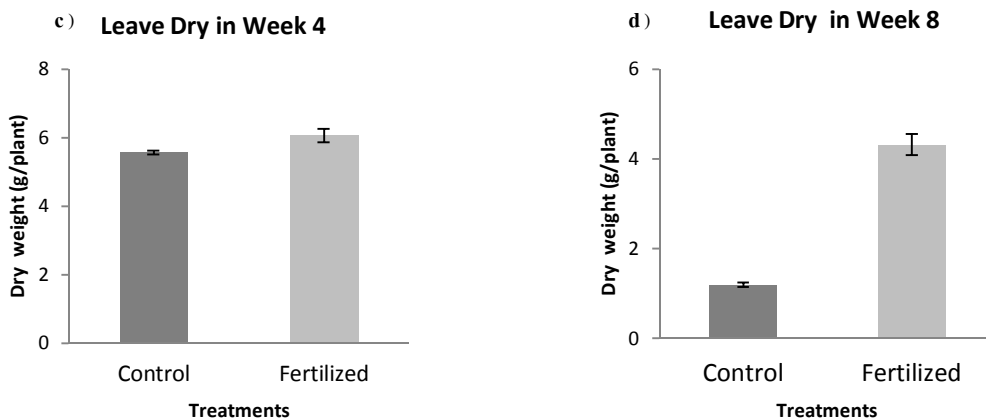 c) Leave Dry in Week 4
8
6
4
2
0
Dry weight (g/plant)
Control Fertilized
Treatments
d) Leave Dry in Week 8
6
4
2
0
Dry weight (g/plant)
Control Fertilized
Treatments